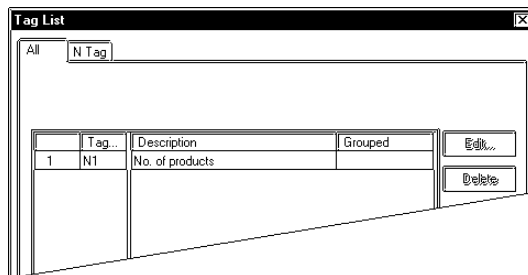 Tag List
All
N Tag
Tag... Description Grouped
1 N1 No. of products
Edit...
Delete